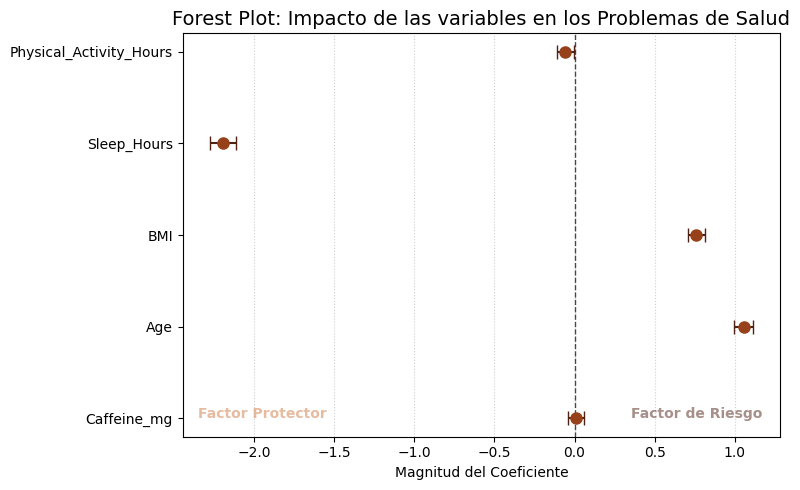 Forest Plot: Impacto de las variables en los Problemas de Salud
Physical_Activity_Hours
Sleep_Hours
BMI
Age
Caffeine_mg
Factor Protector
Factor de Riesgo
−2.0 −1.5 −1.0 −0.5 0.0 0.5 1.0
Magnitud del Coeficiente